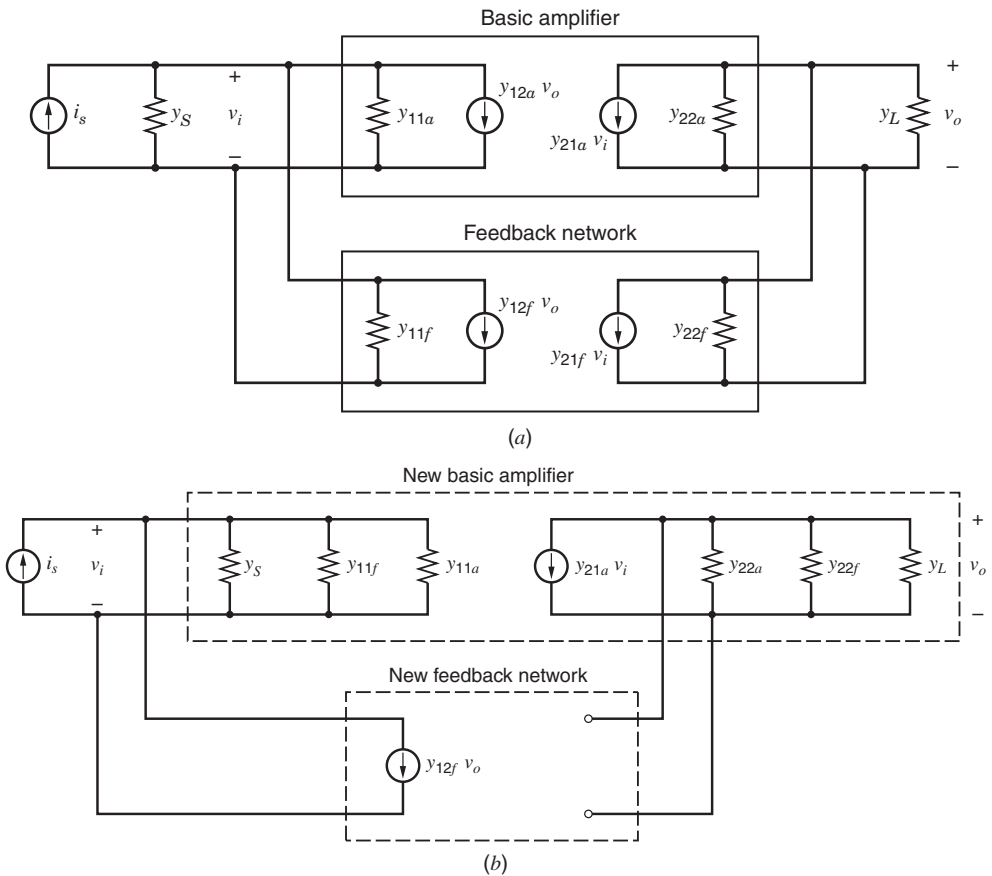 Basic amplifier
i_s
y_S
+
v_i
–
y_11a
y_12a v_o
y_21a v_i
y_22a
y_L
+
v_o
–
Feedback network
y_11f
y_12f v_o
y_21f v_i
y_22f
(a)
New basic amplifier
i_s
+
v_i
–
y_S
y_11f
y_11a
y_21a v_i
y_22a
y_22f
y_L
+
v_o
–
New feedback network
y_12f v_o
(b)